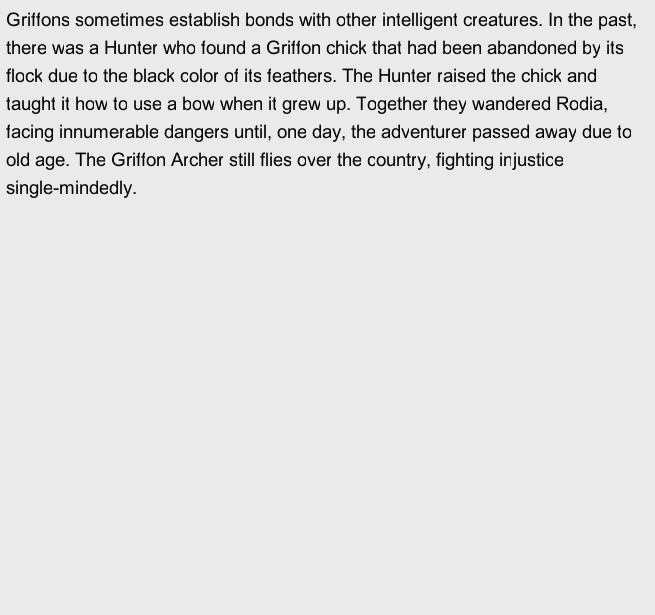 Griffons sometimes establish bonds with other intelligent creatures. In the past,
there was a Hunter who found a Griffon chick that had been abandoned by its
flock due to the black color of its feathers. The Hunter raised the chick and
taught it how to use a bow when it grew up. Together they wandered Rodia,
facing innumerable dangers until, one day, the adventurer passed away due to
old age. The Griffon Archer still flies over the country, fighting injustice
single-mindedly.